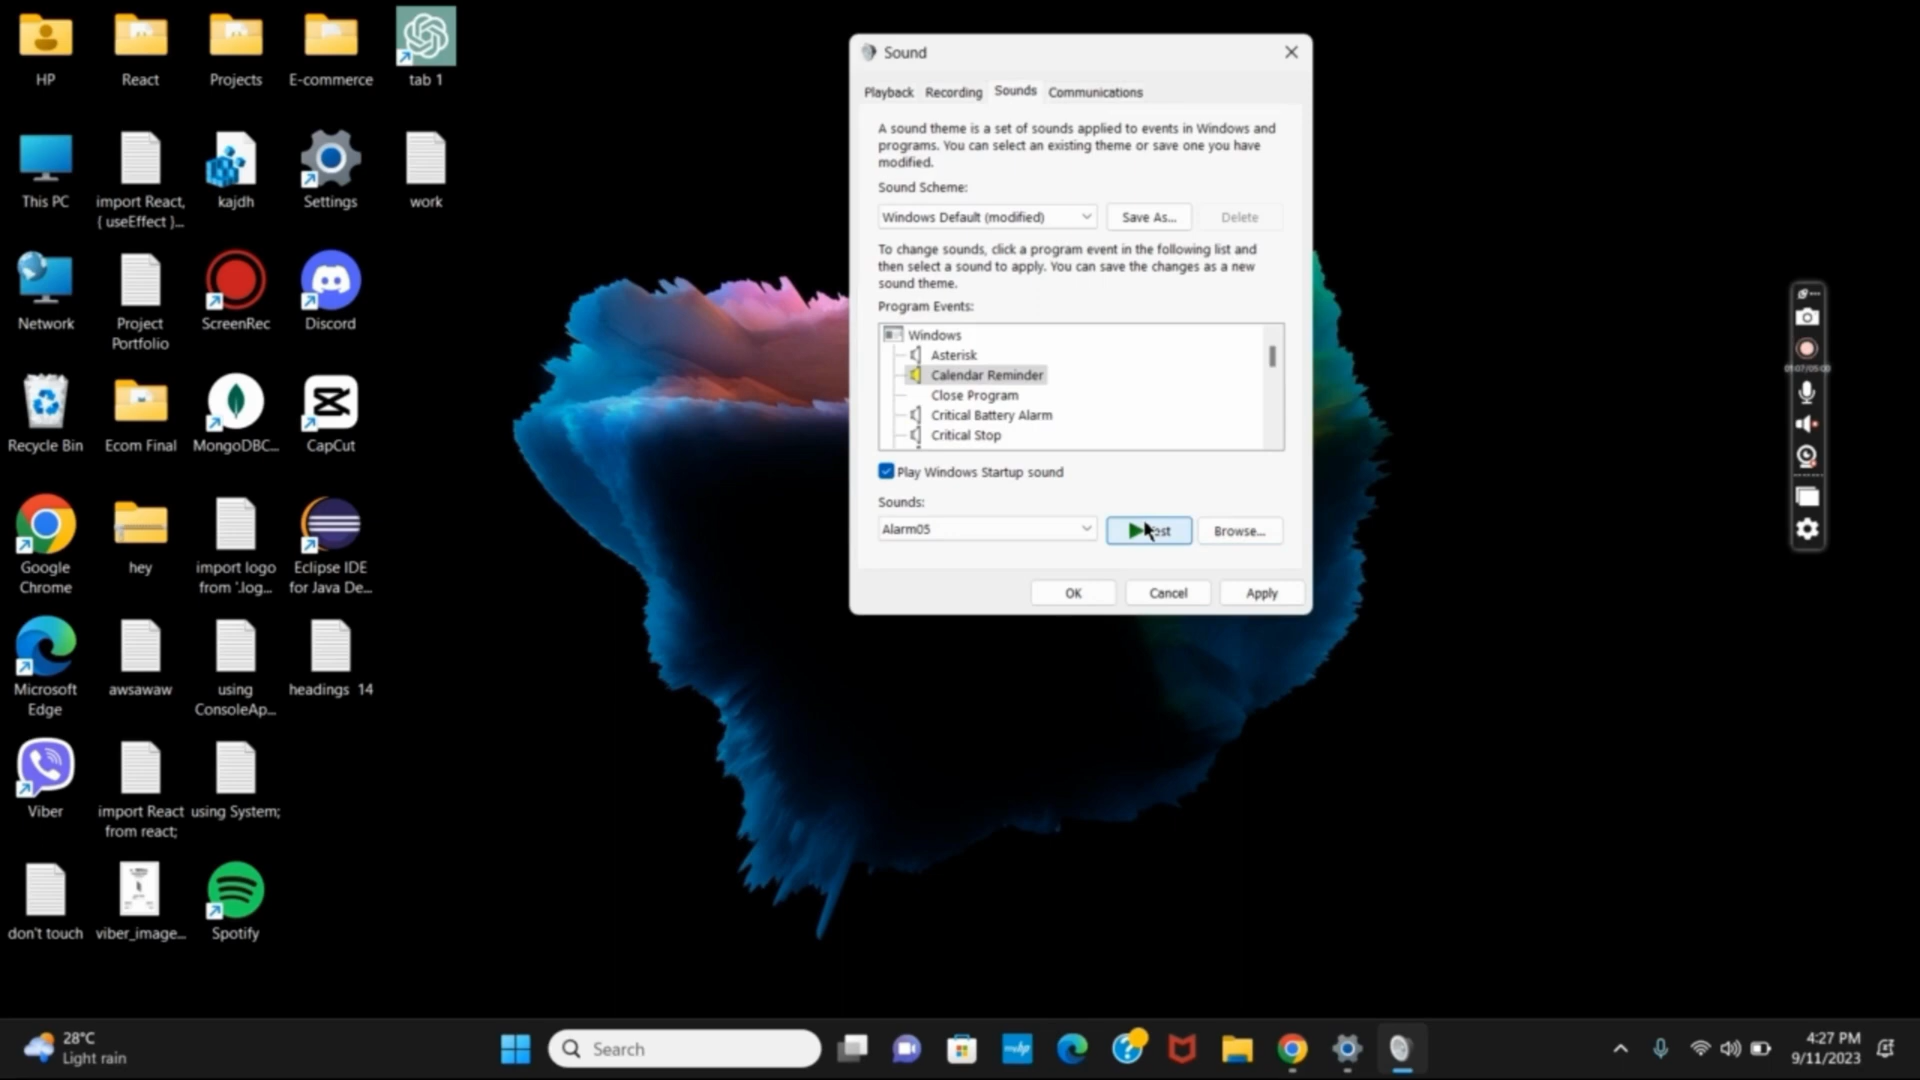 HP
React
Projects
E-commerce
tab 1
This PC
import React,
{ useEffect }...
kajdh
Settings
work
Network
Project
Portfolio
ScreenRec
Discord
Recycle Bin
Ecom Final
MongoDBC...
CapCut
Google
Chrome
hey
import logo
from '.log...
Eclipse IDE
for Java De...
Microsoft
Edge
awsawaw
using
ConsoleAp...
headings 14
Viber
import React
from react;
using System;
don't touch
viber_image...
Spotify
Sound
Playback
Recording
Sounds
Communications
A sound theme is a set of sounds applied to events in Windows and
programs. You can select an existing theme or save one you have
modified.
Sound Scheme:
Windows Default (modified)
Save As...
Delete
To change sounds, click a program event in the following list and
then select a sound to apply. You can save the changes as a new
sound theme.
Program Events:
Windows
Asterisk
Calendar Reminder
Close Program
Critical Battery Alarm
Critical Stop
Play Windows Startup sound
Sounds:
Alarm05
Browse...
OK
Cancel
Apply
01:07/05:00
28°C
Light rain
Search
4:27 PM
9/11/2023